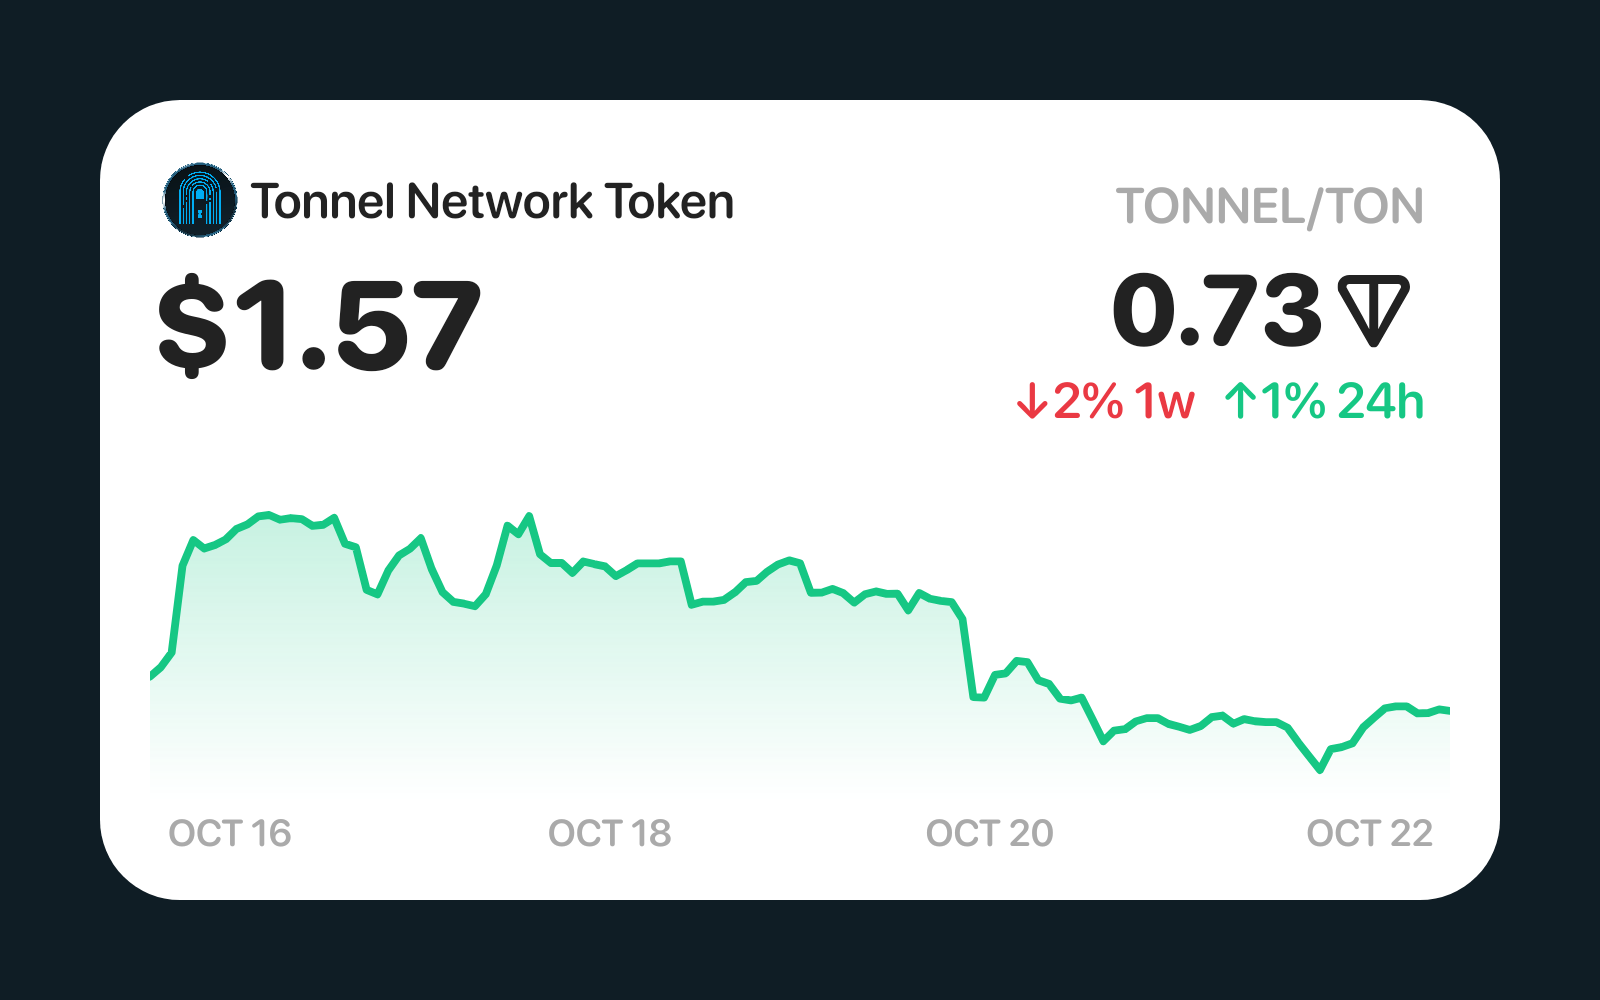 Tonnel Network Token
TONNEL/TON
$1.57
0.73
↓2% 1w ↑1% 24h
OCT 16 OCT 18 OCT 20 OCT 22